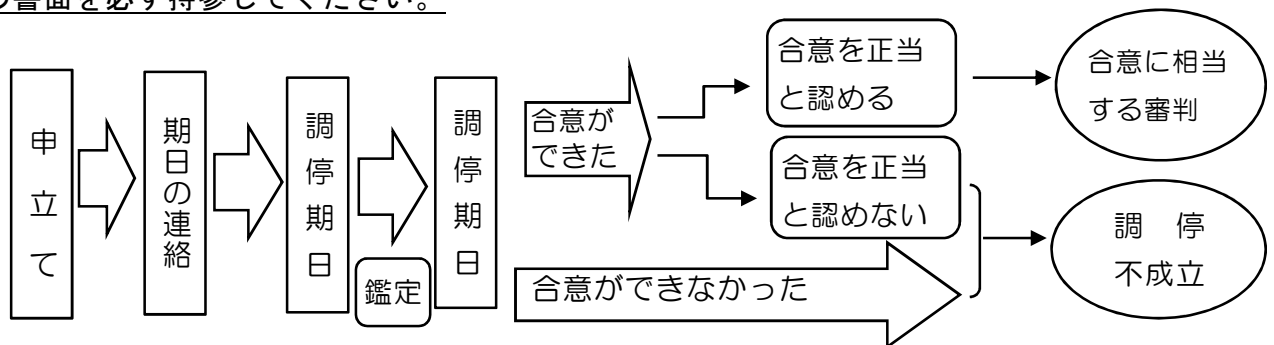 の書面を必ず持参してください。
申立て
期日の連絡
調停期日
鑑定
調停期日
合意が
できた
合意を正当
と認める
合意に相当
する審判
合意を正当
と認めない
合意ができなかった
調停
不成立